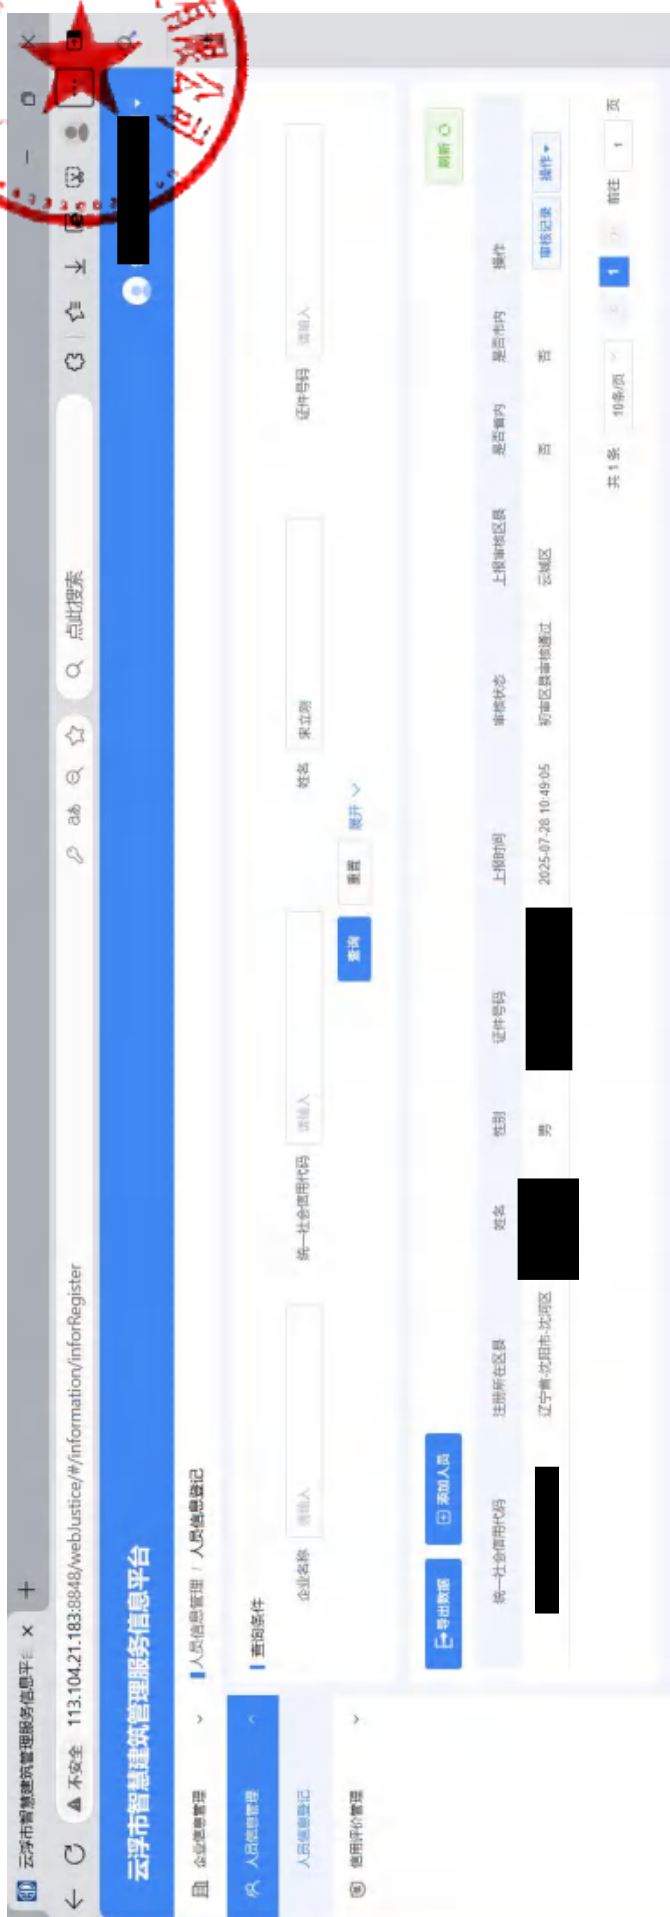 云浮市智慧建筑管理服务信息平台
不安全 113.104.21.183:8848/webJustice/#/information/inforRegister
点此搜索
云浮市智慧建筑管理服务信息平台
企业信息管理
人员信息管理
人员信息登记
信用评价管理
人员信息管理 / 人员信息登记
查询条件
企业名称 请输入 统一社会信用代码 请输入 姓名 宋立刚 证件号码 请输入
查询 重置 展开
导出数据 添加人员 刷新
统一社会信用代码 注册所在区县 姓名 性别 证件号码 上报时间 审核状态 上报审核区县 是否省内 是否市内 操作
辽宁省-沈阳市-沈河区 男 2025-07-28 10:49:05 初审区县审核通过 云城区 否 否 审核记录 操作
共 1 条 10条/页 1 前往 1 页
有限公司